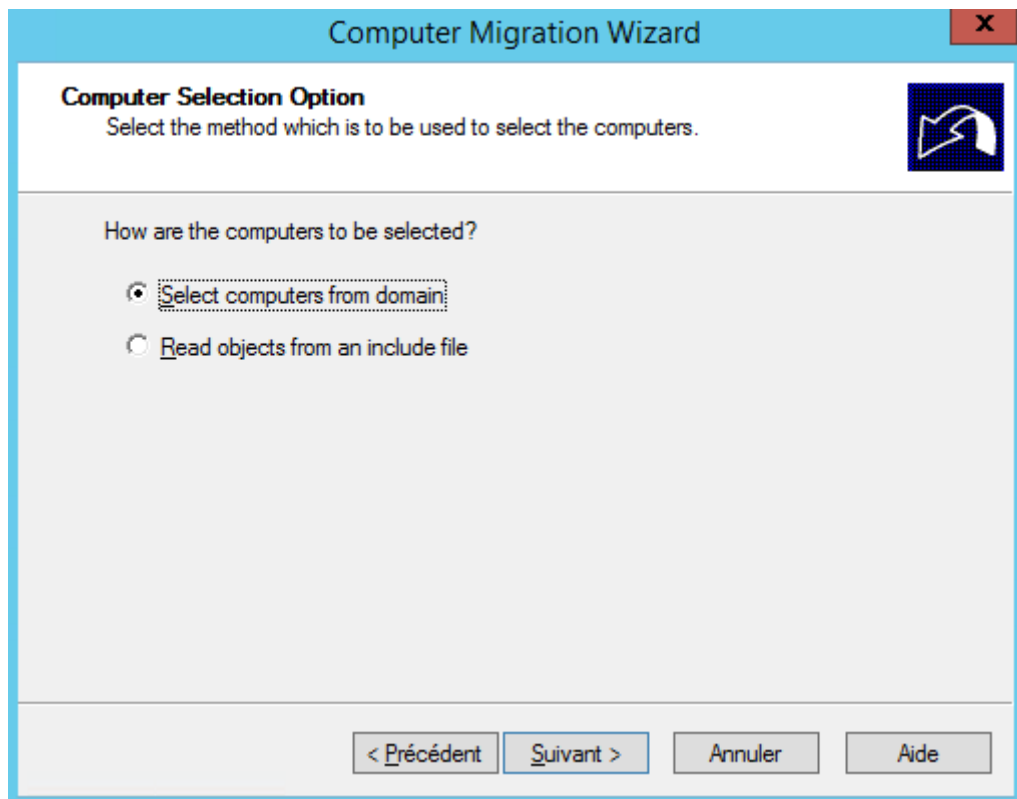 Computer Migration Wizard
x
Computer Selection Option
Select the method which is to be used to select the computers.
How are the computers to be selected?
Select computers from domain
Read objects from an include file
< Précédent
Suivant >
Annuler
Aide